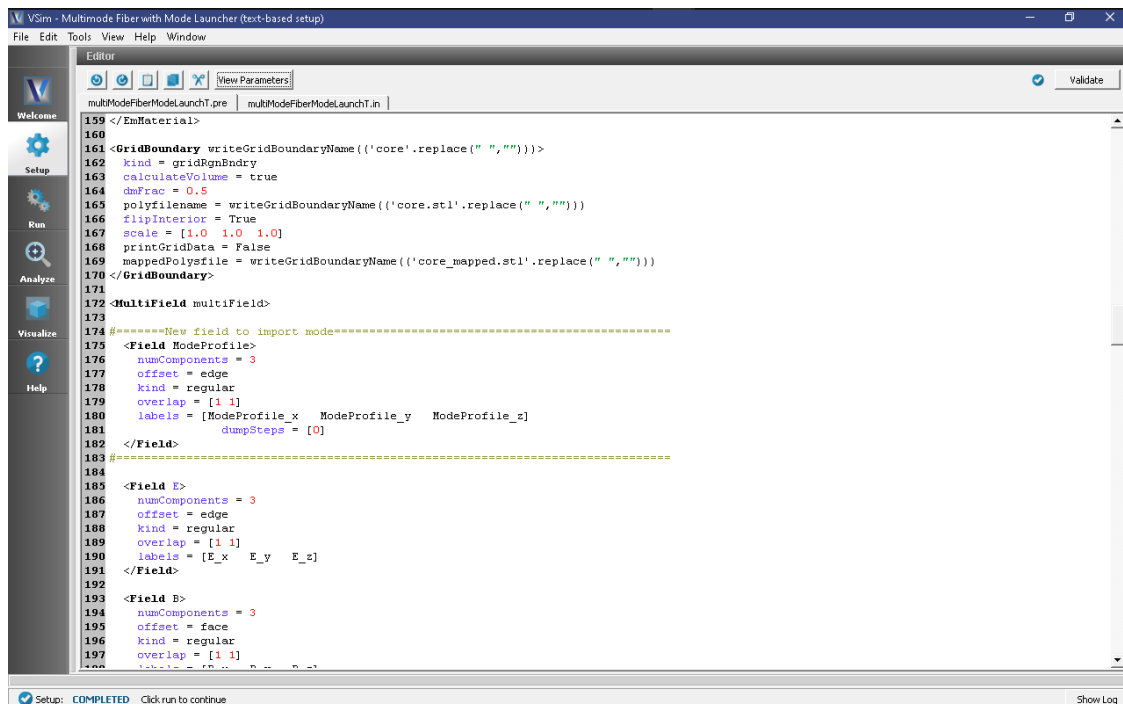 VSim - Multimode Fiber with Mode Launcher (text-based setup)
File Edit Tools View Help Window
Editor
View Parameters
Validate
multiModeFiberModeLaunchT.pre multiModeFiberModeLaunchT.in
Welcome
Setup
Run
Analyze
Visualize
Help
159 </EmMaterial>
160
161 <GridBoundary writeGridBoundaryName(('core'.replace(" ","")))>
162 kind = gridRgnBndry
163 calculateVolume = true
164 dmFrac = 0.5
165 polyfilename = writeGridBoundaryName(('core.stl'.replace(" ","")))
166 flipInterior = True
167 scale = [1.0 1.0 1.0]
168 printGridData = False
169 mappedPolysfile = writeGridBoundaryName(('core_mapped.stl'.replace(" ","")))
170 </GridBoundary>
171
172 <MultiField multiField>
173
174 #=======New field to import mode================================================
175 <Field ModeProfile>
176 numComponents = 3
177 offset = edge
178 kind = regular
179 overlap = [1 1]
180 labels = [ModeProfile_x ModeProfile_y ModeProfile_z]
181 dumpSteps = [0]
182 </Field>
183 #===============================================================================
184
185 <Field E>
186 numComponents = 3
187 offset = edge
188 kind = regular
189 overlap = [1 1]
190 labels = [E_x E_y E_z]
191 </Field>
192
193 <Field B>
194 numComponents = 3
195 offset = face
196 kind = regular
197 overlap = [1 1]
Setup: COMPLETED Click run to continue
Show Log